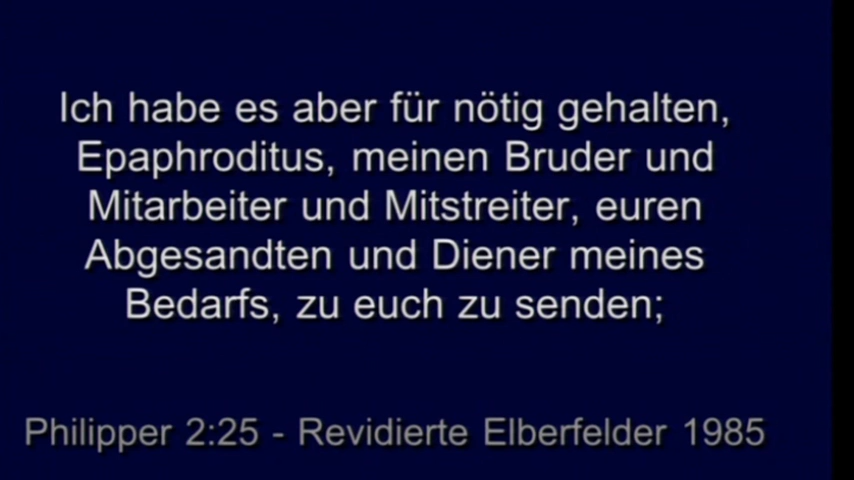 Ich habe es aber für nötig gehalten,
Epaphroditus, meinen Bruder und
Mitarbeiter und Mitstreiter, euren
Abgesandten und Diener meines
Bedarfs, zu euch zu senden;
Philipper 2:25 - Revidierte Elberfelder 1985